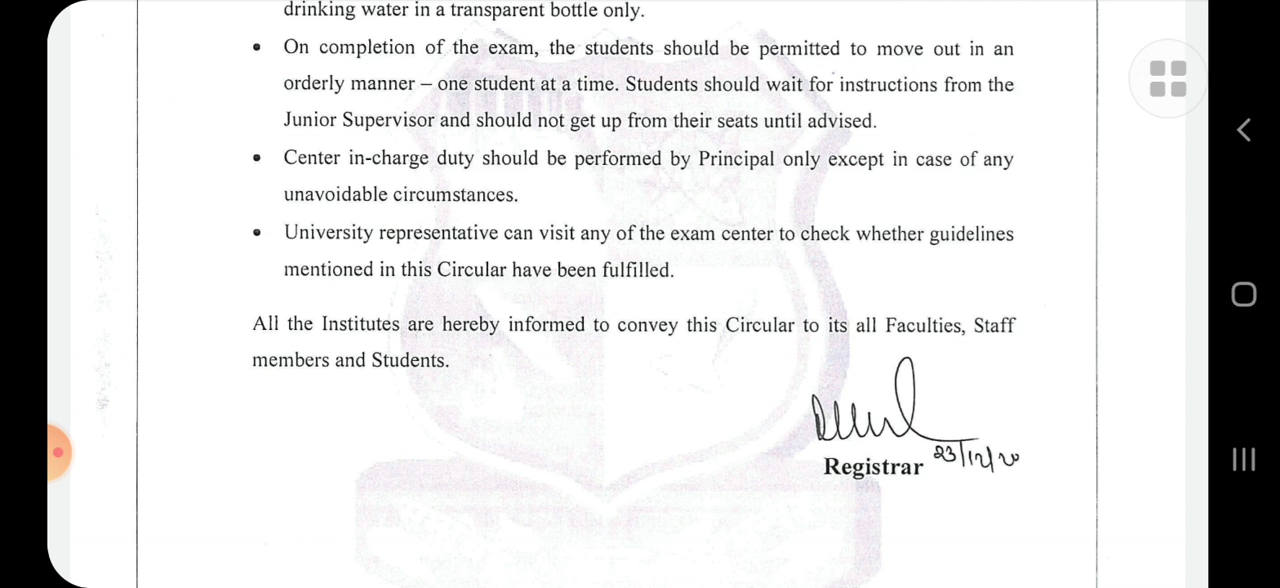 drinking water in a transparent bottle only.
• On completion of the exam, the students should be permitted to move out in an
orderly manner – one student at a time. Students should wait for instructions from the
Junior Supervisor and should not get up from their seats until advised.
• Center in-charge duty should be performed by Principal only except in case of any
unavoidable circumstances.
• University representative can visit any of the exam center to check whether guidelines
mentioned in this Circular have been fulfilled.
All the Institutes are hereby informed to convey this Circular to its all Faculties, Staff
members and Students.
Registrar 23/12/20